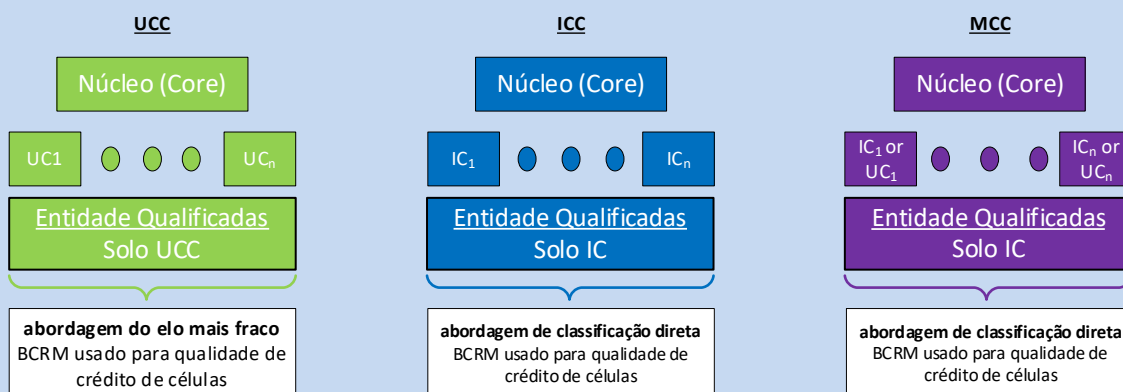 UCC
Núcleo (Core)
UC1
UCn
Entidade Qualificadas
Solo UCC
abordagem do elo mais fraco
BCRM usado para qualidade de
crédito de células
ICC
Núcleo (Core)
IC1
ICn
Entidade Qualificadas
Solo IC
abordagem de classificação direta
BCRM usado para qualidade de
crédito de células
MCC
Núcleo (Core)
IC1 or
UC1
ICn or
UCn
Entidade Qualificadas
Solo IC
abordagem de classificação direta
BCRM usado para qualidade de
crédito de células